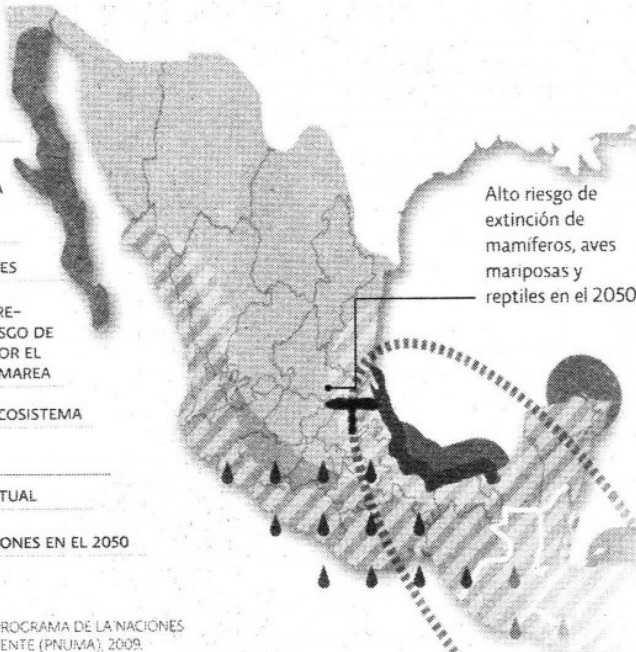 A
ES
RE-
SGO DE
OR EL
MAREA
COSISTEMA
TUAL
ONES EN EL 2050
Alto riesgo de
extinción de
mamíferos, aves
mariposas y
reptiles en el 2050
ROGRAMA DE LA NACIONES
ENTE (PNUMA), 2009.